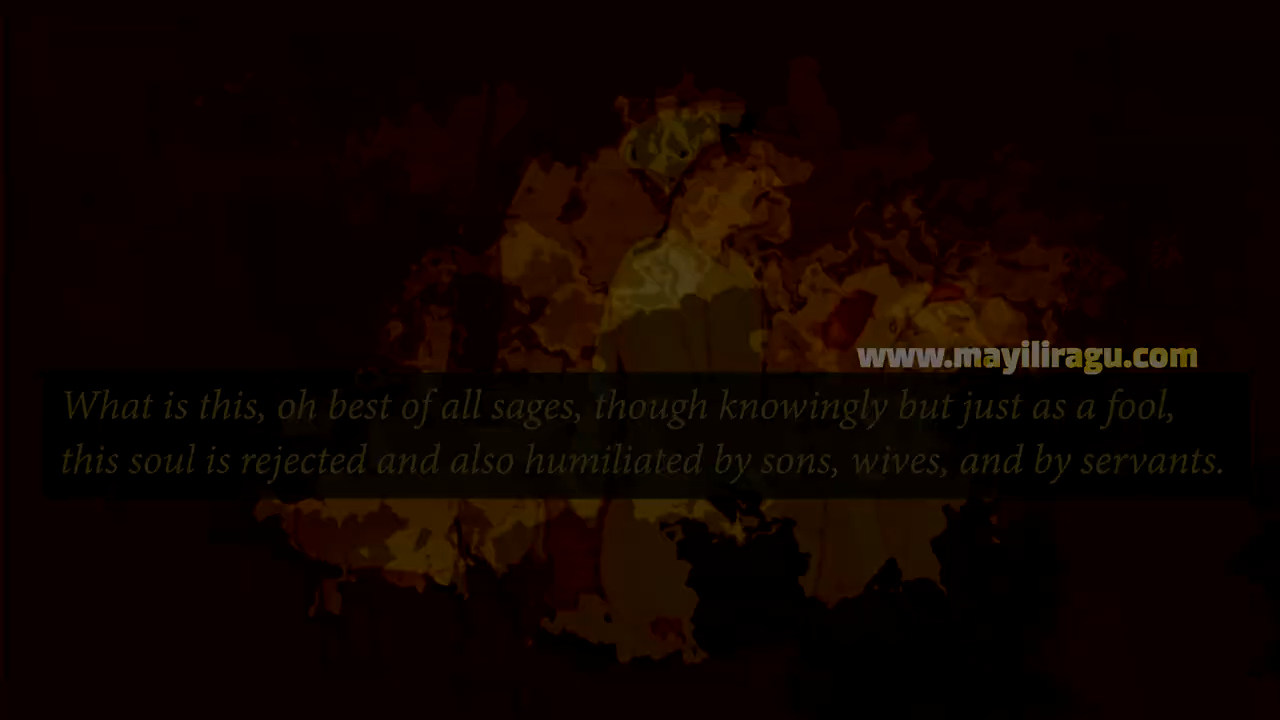 www.mayiliragu.com
What is this, oh best of all sages, though knowingly but just as a fool,
this soul is rejected and also humiliated by sons, wives, and by servants.